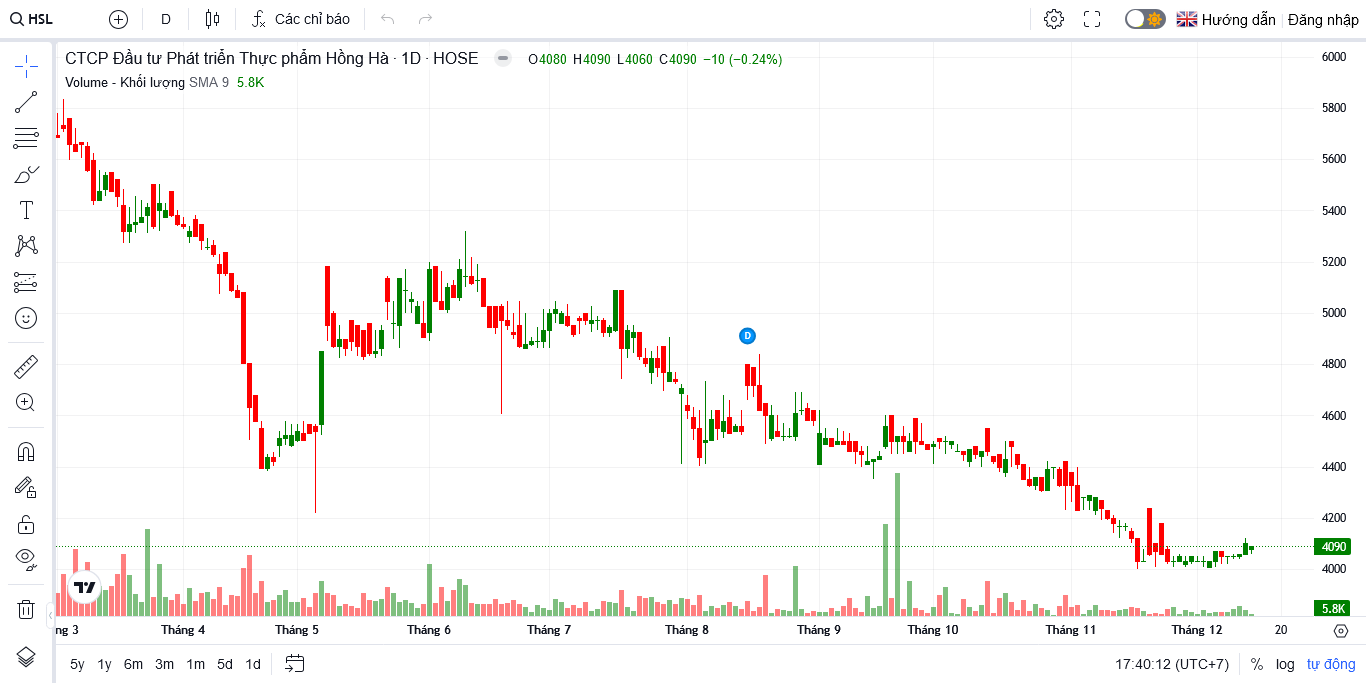 HSL D Các chỉ báo Hướng dẫn Đăng nhập
CTCP Đầu tư Phát triển Thực phẩm Hồng Hà · 1D · HOSE O4080 H4090 L4060 C4090 −10 (−0.24%)
Volume - Khối lượng SMA 9 5.8K
6000
5800
5600
5400
5200
5000
D
4800
4600
4400
4200
4090
4000
5.8K
ng 3 Tháng 4 Tháng 5 Tháng 6 Tháng 7 Tháng 8 Tháng 9 Tháng 10 Tháng 11 Tháng 12 20
5y 1y 6m 3m 1m 5d 1d 17:40:12 (UTC+7) % log tự động